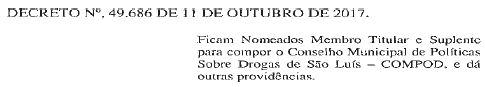 DECRETO Nº, 49.686 DE 11 DE OUTUBRO DE 2017.
Ficam Nomeados Membro Titular e Suplente
para compor o Conselho Municipal de Políticas
Sobre Drogas de São Luís – COMPOD, e dá
outras providências.